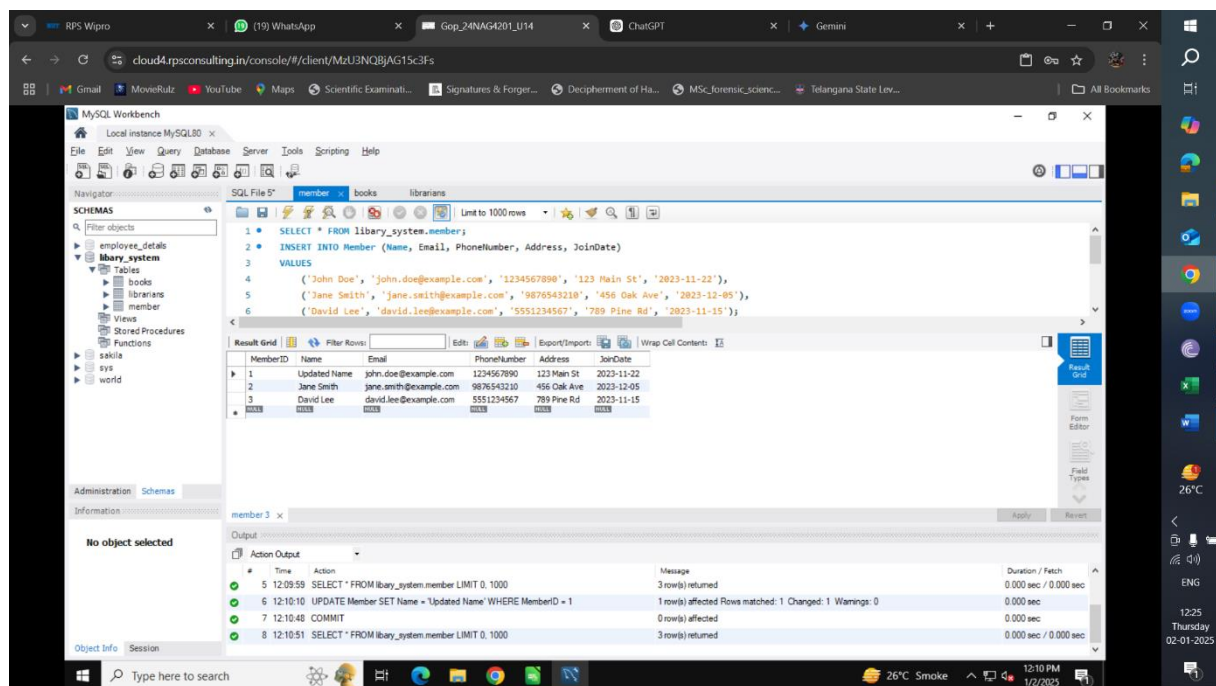 RPS Wipro
(19) WhatsApp
Gop_24NAG4201_U14
ChatGPT
Gemini
cloud4.rpsconsulting.in/console/#/client/MzU3NQBjAG15c3Fs
Gmail MovieRulz YouTube Maps Scientific Examinati... Signatures & Forger... Decipherment of Ha... MSc_forensic_scienc... Telangana State Lev... All Bookmarks
MySQL Workbench
Local instance MySQL80
File Edit View Query Database Server Tools Scripting Help
Navigator
SCHEMAS
Filter objects
employee_detals
libary_system
Tables
books
librarians
member
Views
Stored Procedures
Functions
sakila
sys
world
Administration Schemas
Information
No object selected
Object Info Session
SQL File 5* member books librarians
Limit to 1000 rows
1 SELECT * FROM libary_system.member;
2 INSERT INTO Member (Name, Email, PhoneNumber, Address, JoinDate)
3 VALUES
4 ('John Doe', 'john.doe@example.com', '1234567890', '123 Main St', '2023-11-22'),
5 ('Jane Smith', 'jane.smith@example.com', '9876543210', '456 Oak Ave', '2023-12-05'),
6 ('David Lee', 'david.lee@example.com', '5551234567', '789 Pine Rd', '2023-11-15');
Result Grid Filter Rows: Edit: Export/Import: Wrap Cell Content:
MemberID Name Email PhoneNumber Address JoinDate
1 Updated Name john.doe@example.com 1234567890 123 Main St 2023-11-22
2 Jane Smith jane.smith@example.com 9876543210 456 Oak Ave 2023-12-05
3 David Lee david.lee@example.com 5551234567 789 Pine Rd 2023-11-15
NULL NULL NULL NULL NULL NULL
Result Grid
Form Editor
Field Types
member 3
Apply Revert
Output
Action Output
# Time Action Message Duration / Fetch
5 12:09:59 SELECT * FROM libary_system.member LIMIT 0, 1000 3 row(s) returned 0.000 sec / 0.000 sec
6 12:10:10 UPDATE Member SET Name = 'Updated Name' WHERE MemberID = 1 1 row(s) affected Rows matched: 1 Changed: 1 Warnings: 0 0.000 sec
7 12:10:48 COMMIT 0 row(s) affected 0.000 sec
8 12:10:51 SELECT * FROM libary_system.member LIMIT 0, 1000 3 row(s) returned 0.000 sec / 0.000 sec
Type here to search
26°C Smoke
12:10 PM
1/2/2025
26°C
ENG
12:25
Thursday
02-01-2025